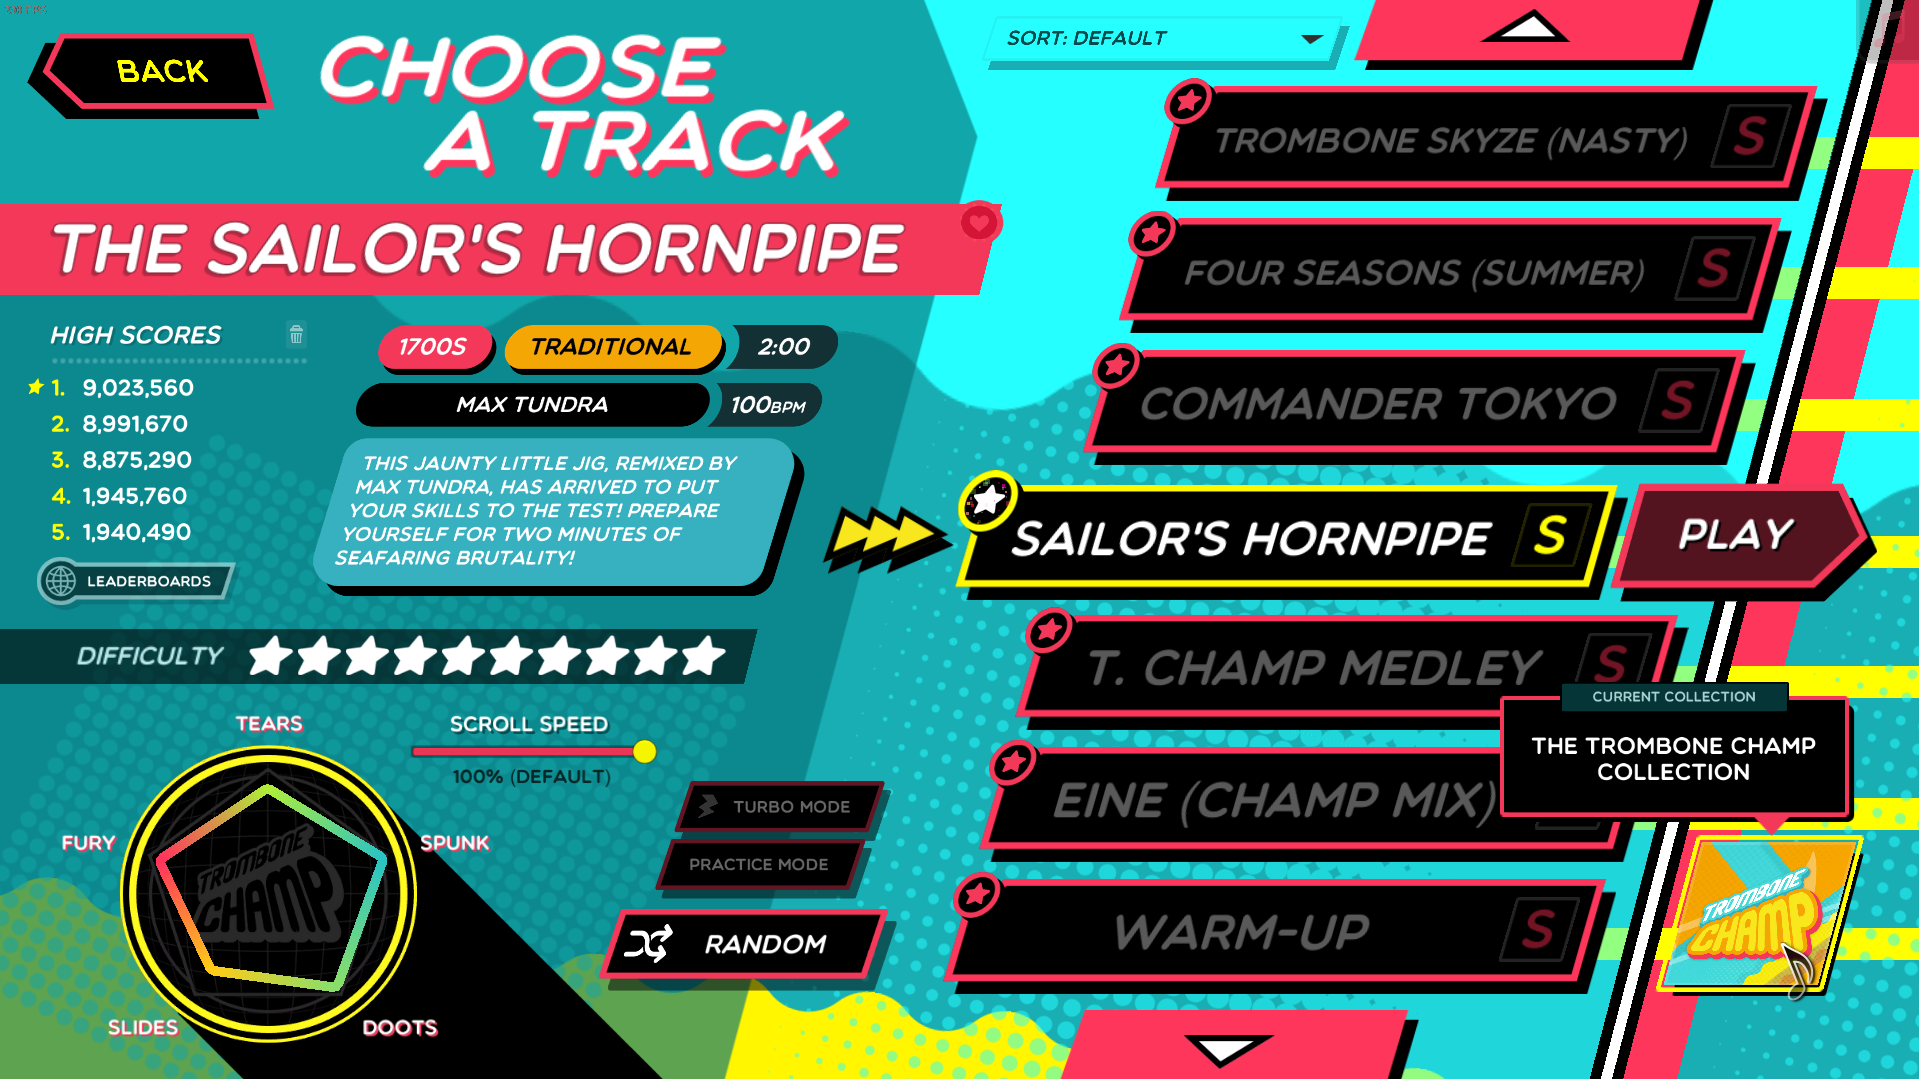 BACK
CHOOSE
A TRACK
SORT: DEFAULT
THE SAILOR'S HORNPIPE
HIGH SCORES
1. 9,023,560
2. 8,991,670
3. 8,875,290
4. 1,945,760
5. 1,940,490
LEADERBOARDS
1700S
TRADITIONAL
2:00
MAX TUNDRA
100BPM
THIS JAUNTY LITTLE JIG, REMIXED BY
MAX TUNDRA, HAS ARRIVED TO PUT
YOUR SKILLS TO THE TEST! PREPARE
YOURSELF FOR TWO MINUTES OF
SEAFARING BRUTALITY!
DIFFICULTY
TEARS
FURY
SPUNK
SLIDES
DOOTS
TROMBONE
CHAMP
SCROLL SPEED
100% (DEFAULT)
TURBO MODE
PRACTICE MODE
RANDOM
TROMBONE SKYZE (NASTY) S
FOUR SEASONS (SUMMER) S
COMMANDER TOKYO S
SAILOR'S HORNPIPE S
PLAY
T. CHAMP MEDLEY S
EINE (CHAMP MIX)
WARM-UP S
CURRENT COLLECTION
THE TROMBONE CHAMP
COLLECTION
TROMBONE
CHAMP